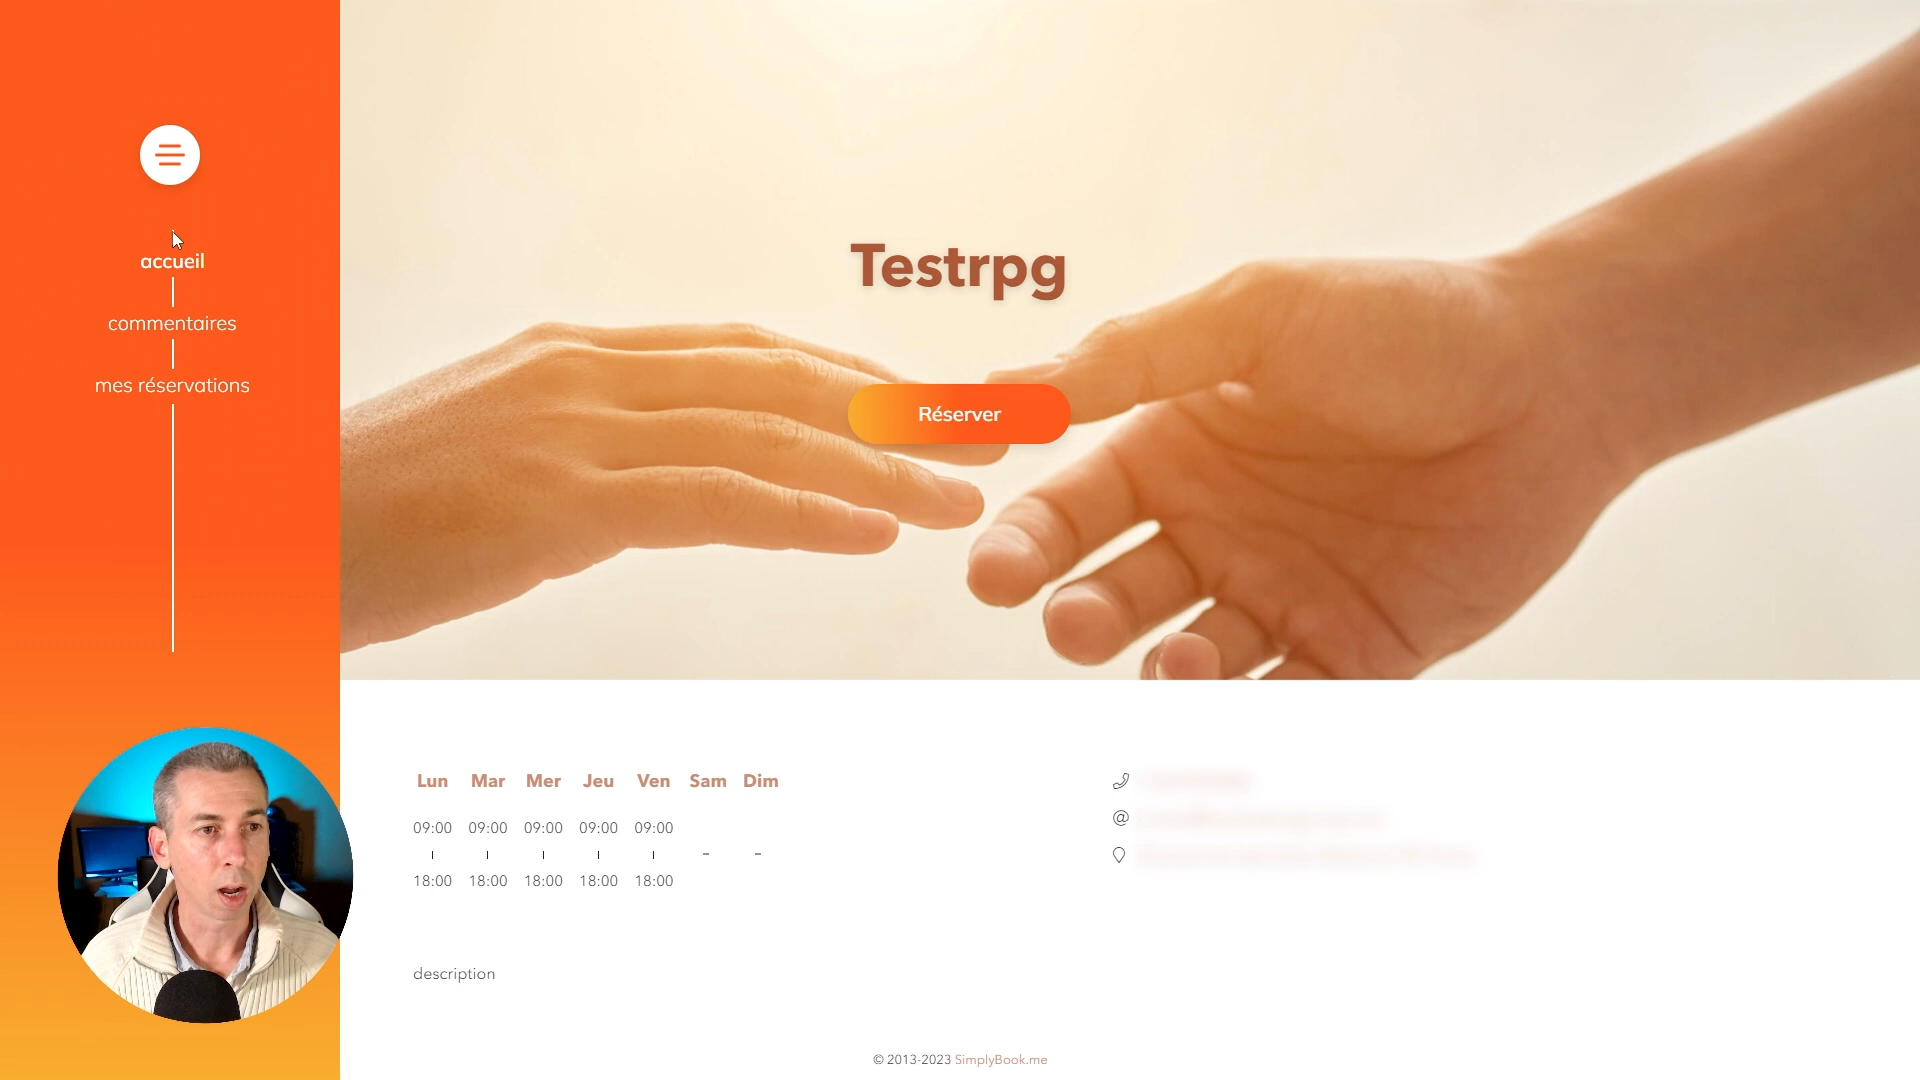 accueil
commentaires
mes réservations
Testrpg
Réserver
Lun Mar Mer Jeu Ven Sam Dim
09:00 09:00 09:00 09:00 09:00
– –
18:00 18:00 18:00 18:00 18:00
@
description
© 2013-2023 SimplyBook.me